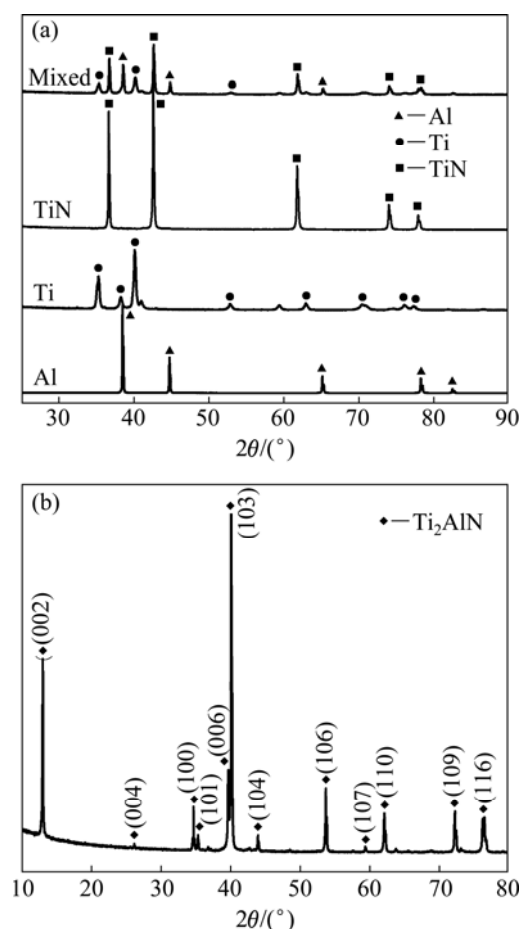 (a)
Mixed
▲—Al
●—Ti
■—TiN
TiN
Ti
Al
30 40 50 60 70 80 90
2θ/(°)
(b)
◆—Ti₂AlN
(002)
(004)
(100)
(101)
(006)
(103)
(104)
(106)
(107)
(110)
(109)
(116)
10 20 30 40 50 60 70 80
2θ/(°)